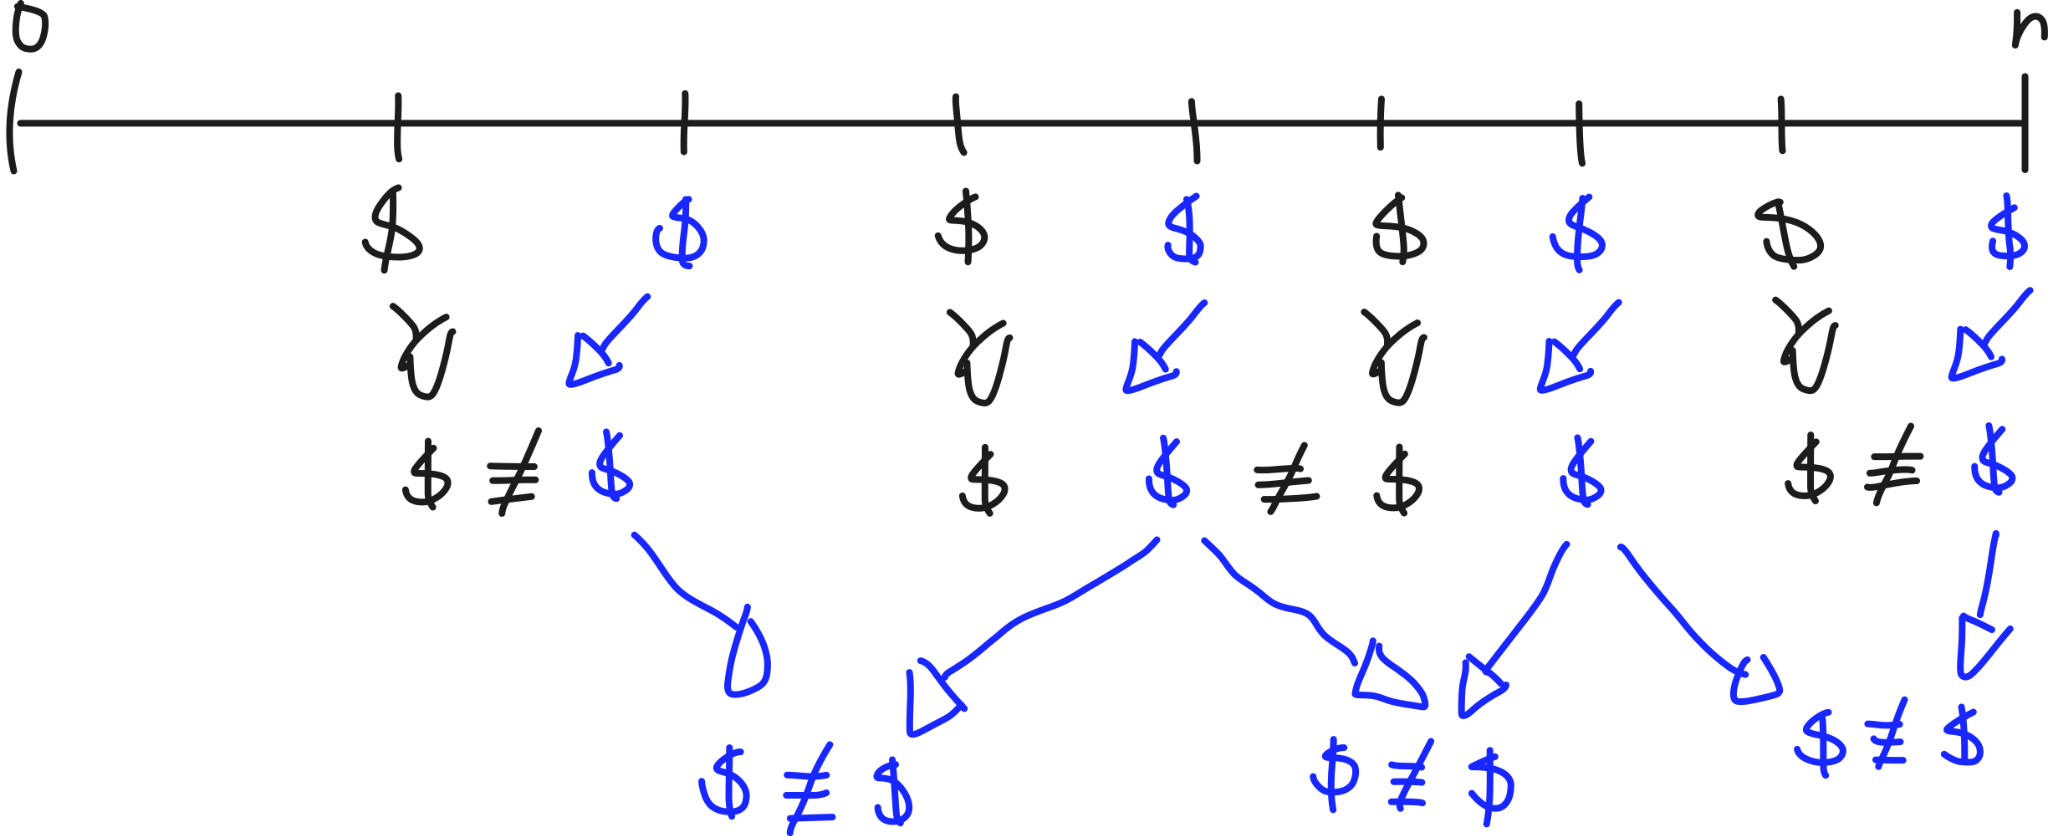 0 n
$ $ $ $ $ $ $ $
$ ≢ $ $ $ ≢ $ $ $ ≢ $
$ ≢ $ $ ≢ $ $ ≢ $